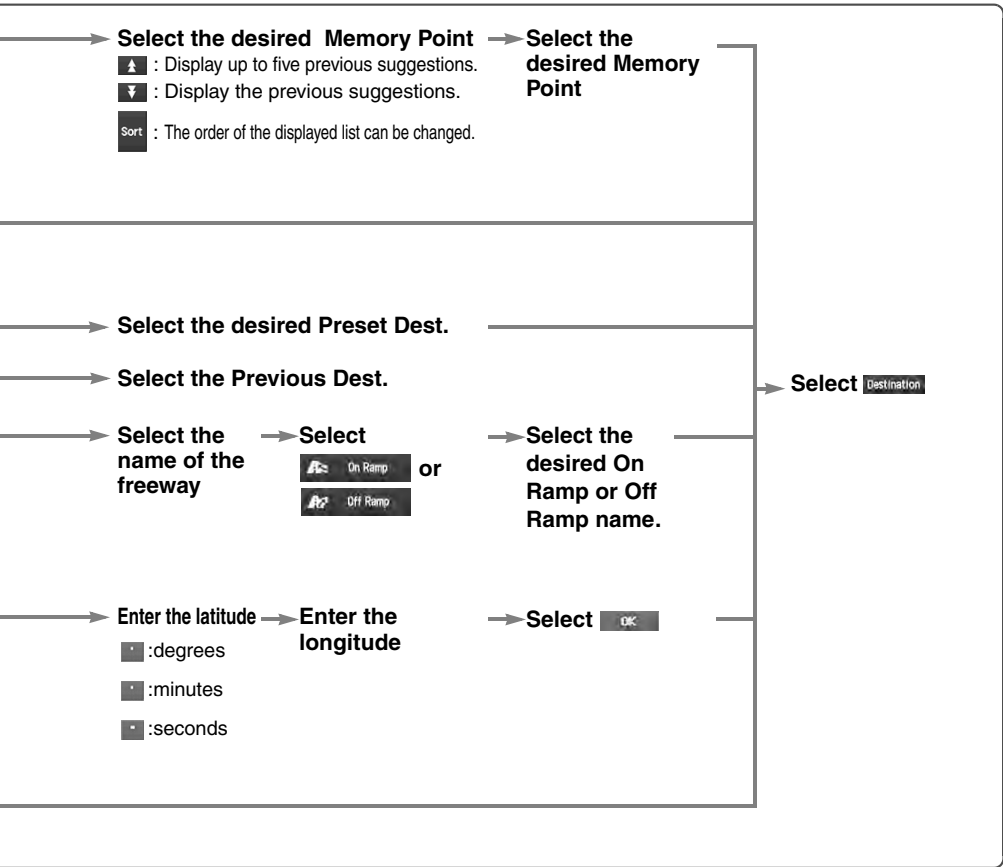 Select the desired Memory Point
: Display up to five previous suggestions.
: Display the previous suggestions.
Sort : The order of the displayed list can be changed.
Select the
desired Memory
Point
Select the desired Preset Dest.
Select the Previous Dest.
Select Destination
Select the
name of the
freeway
Select
On Ramp or
Off Ramp
Select the
desired On
Ramp or Off
Ramp name.
Enter the latitude
:degrees
:minutes
:seconds
Enter the
longitude
Select OK